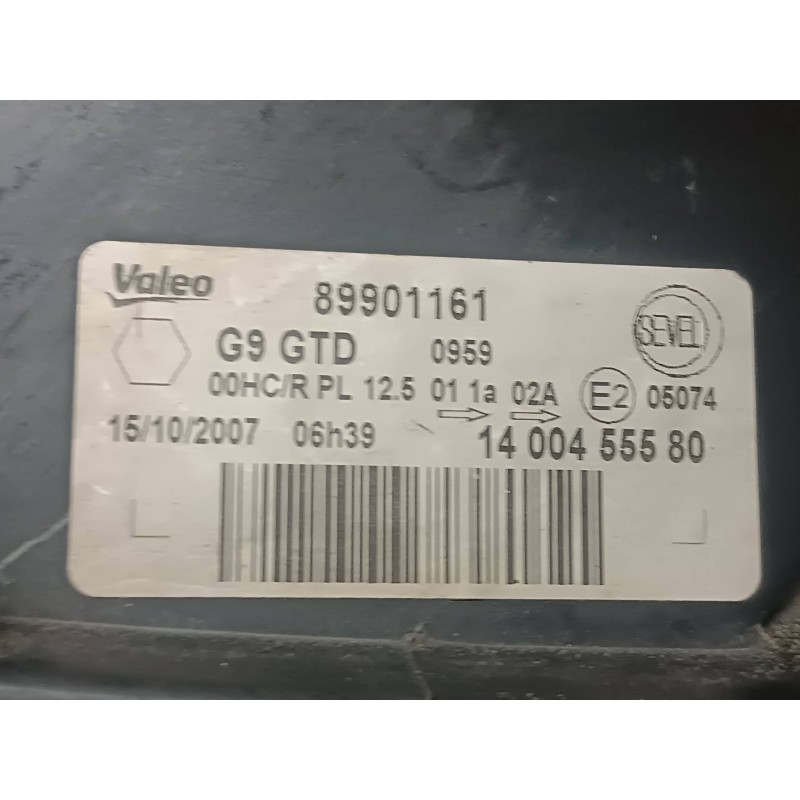 Valeo 89901161
G9 GTD 0959 SEVEL
00HC/R PL 12.5 01 1a 02A E2 05074
15/10/2007 06h39 14 004 555 80